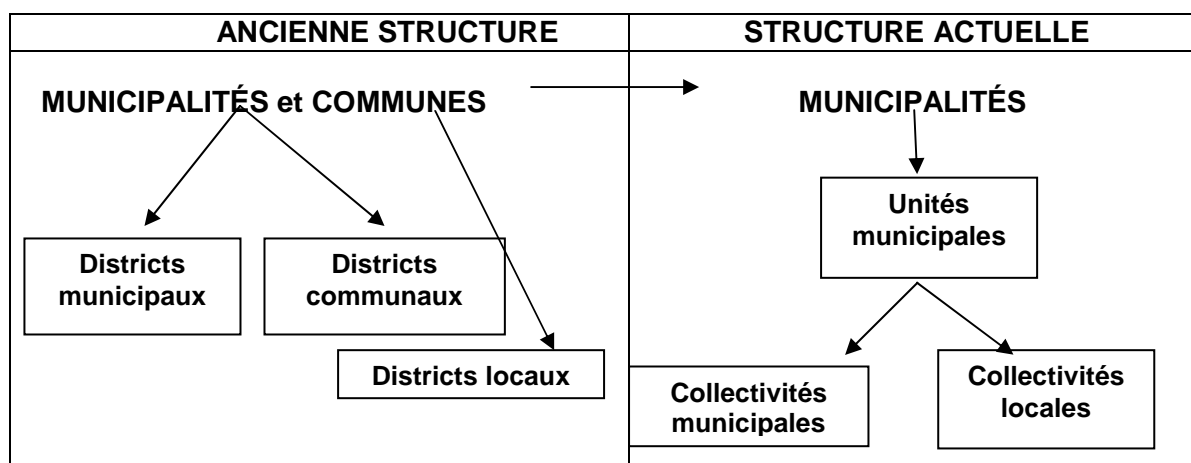 ANCIENNE STRUCTURE
STRUCTURE ACTUELLE
MUNICIPALITÉS et COMMUNES
MUNICIPALITÉS
Unités
municipales
Districts
municipaux
Districts
communaux
Districts locaux
Collectivités
municipales
Collectivités
locales